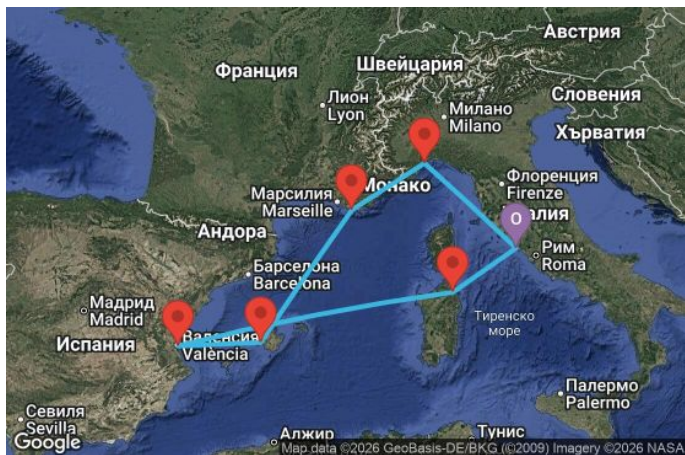 Австрия
Швейцария
Франция
Словения
Лион
Lyon
Милано
Milano
Хърватия
Монако
Флоренция
Firenze
Марсилия
Marseille
О
Андора
Рим
Roma
Барселона
Barcelona
Мадрид
Madrid
Тиренско
море
Валенсия
València
Испания
Палермо
Palermo
Севиля
Sevilla
Алжир
Тунис
Google
Map data ©2026 GeoBasis-DE/BKG (©2009) Imagery ©2026 NASA